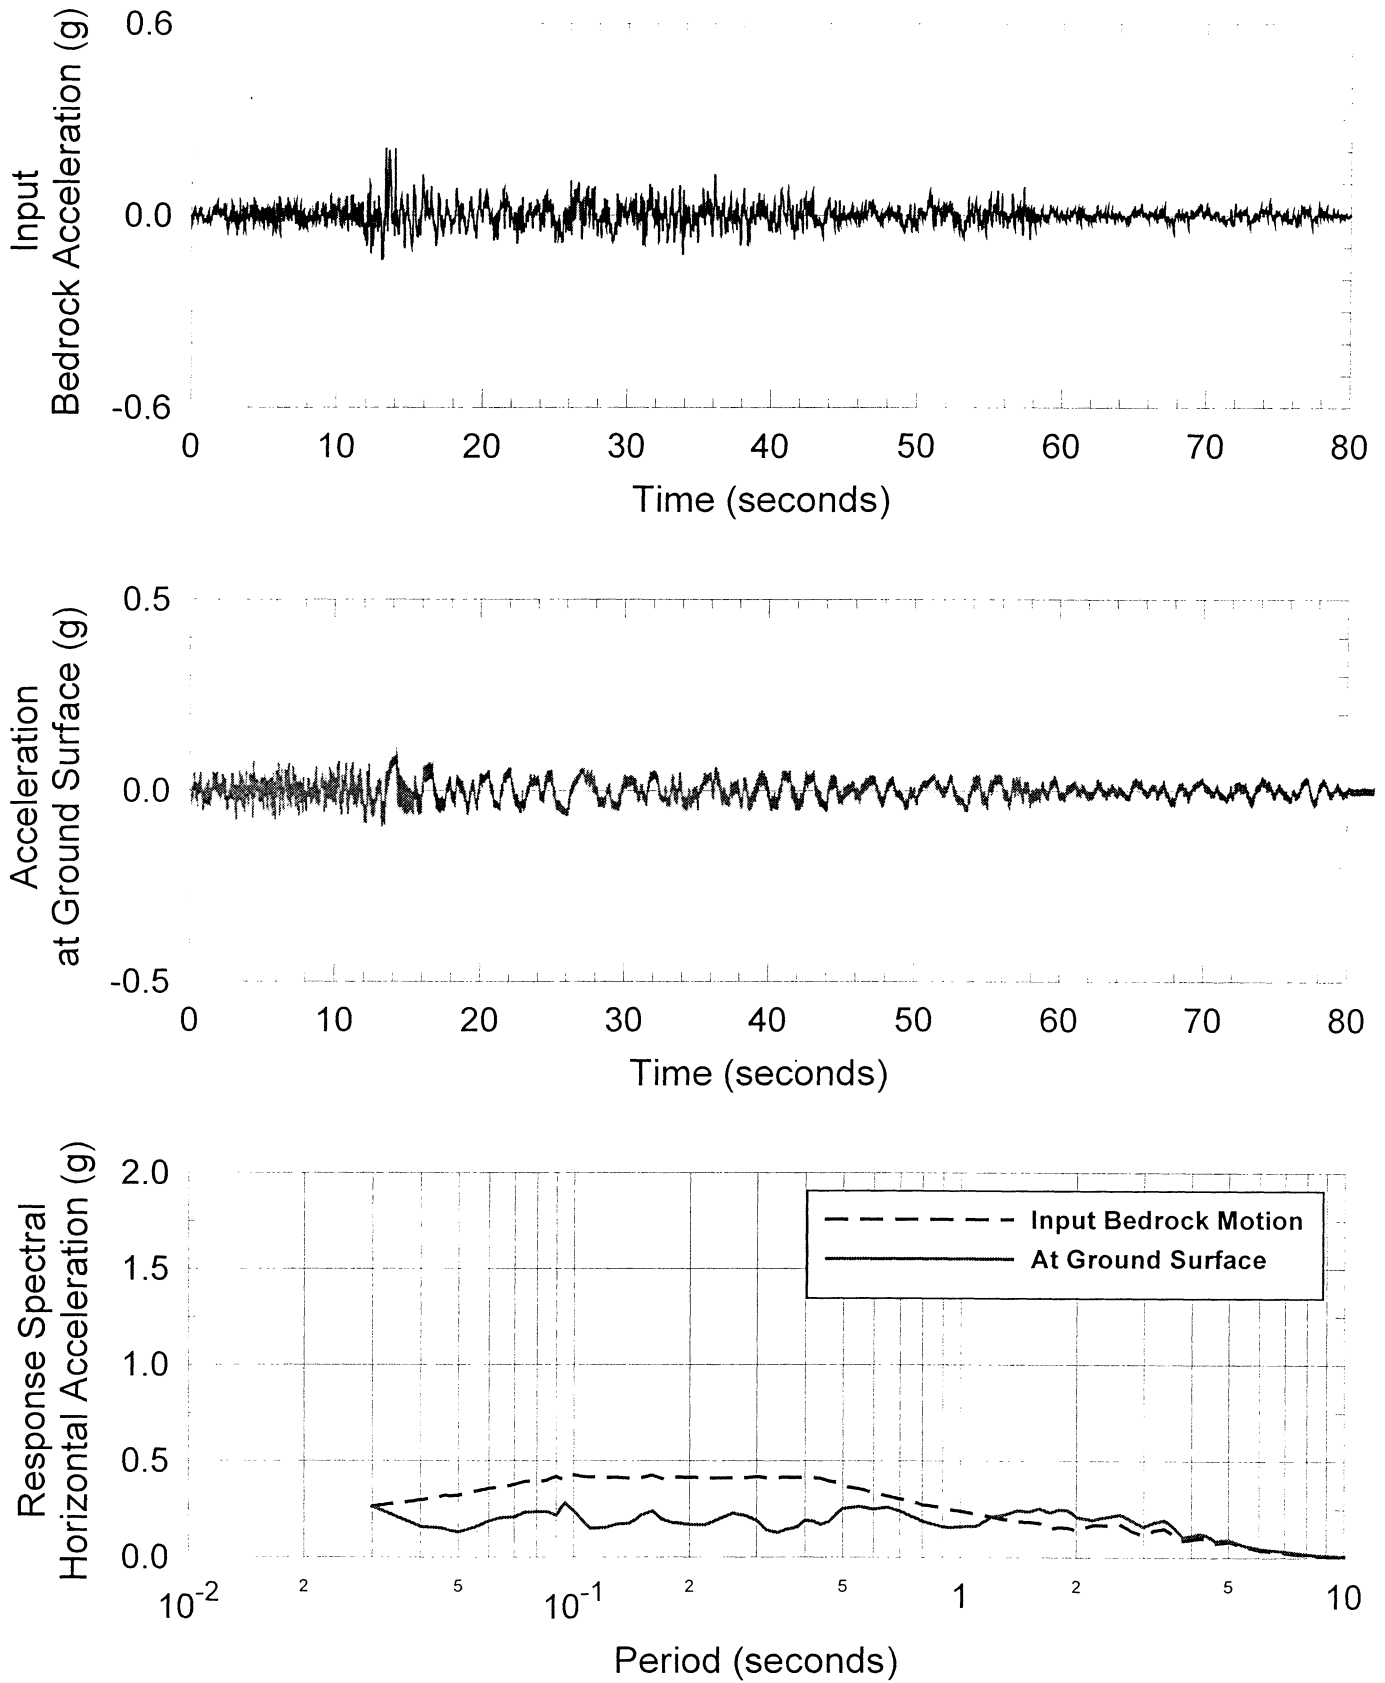 Input
Bedrock Acceleration (g)
0.6
0.0
-0.6
0 10 20 30 40 50 60 70 80
Time (seconds)
Acceleration
at Ground Surface (g)
0.5
0.0
-0.5
0 10 20 30 40 50 60 70 80
Time (seconds)
Response Spectral
Horizontal Acceleration (g)
2.0
1.5
1.0
0.5
0.0
Input Bedrock Motion
At Ground Surface
10-2 2 5 10-1 2 5 1 2 5 10
Period (seconds)